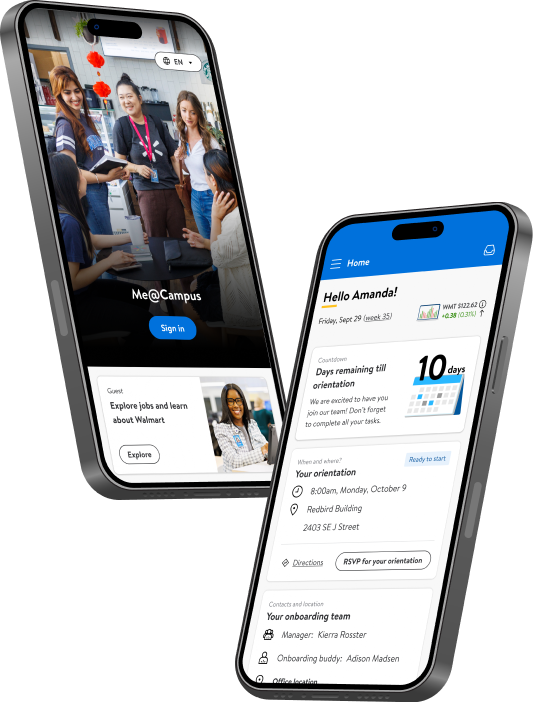 EN
Me@Campus
Sign in
Guest
Explore jobs and learn
about Walmart
Explore
Home
Hello Amanda!
Friday, Sept 29 (week 35)
WMT $122.62
+0.38 (0.31%)
Countdown
Days remaining till
orientation
We are excited to have you
join our team! Don't forget
to complete all your tasks.
10 days
When and where?
Ready to start
Your orientation
8:00am, Monday, October 9
Redbird Building
2403 SE J Street
Directions
RSVP for your orientation
Contacts and location
Your onboarding team
Manager: Kierra Rosster
Onboarding buddy: Adison Madsen
Office location